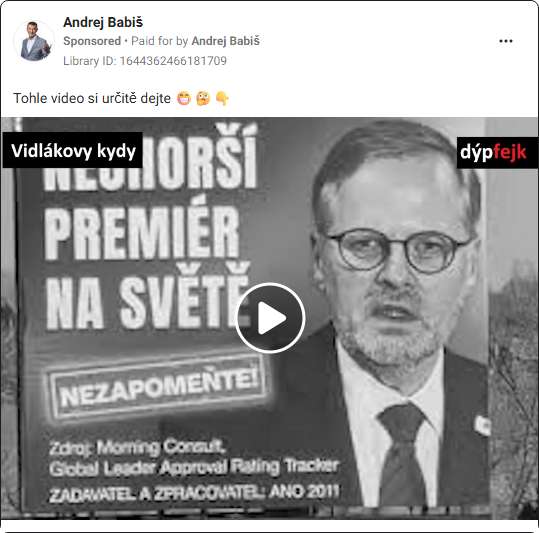 Andrej Babiš
Sponsored • Paid for by Andrej Babiš
Library ID: 1644362466181709
Tohle video si určitě dejte 😷 🤔 👇
Vidlákovy kydy
dýpfejk
NEJHORŠÍ
PREMIÉR
NA SVĚTĚ
NEZAPOMEŇTE!
Zdroj: Morning Consult,
Global Leader Approval Rating Tracker
ZADAVATEL A ZPRACOVATEL: ANO 2011